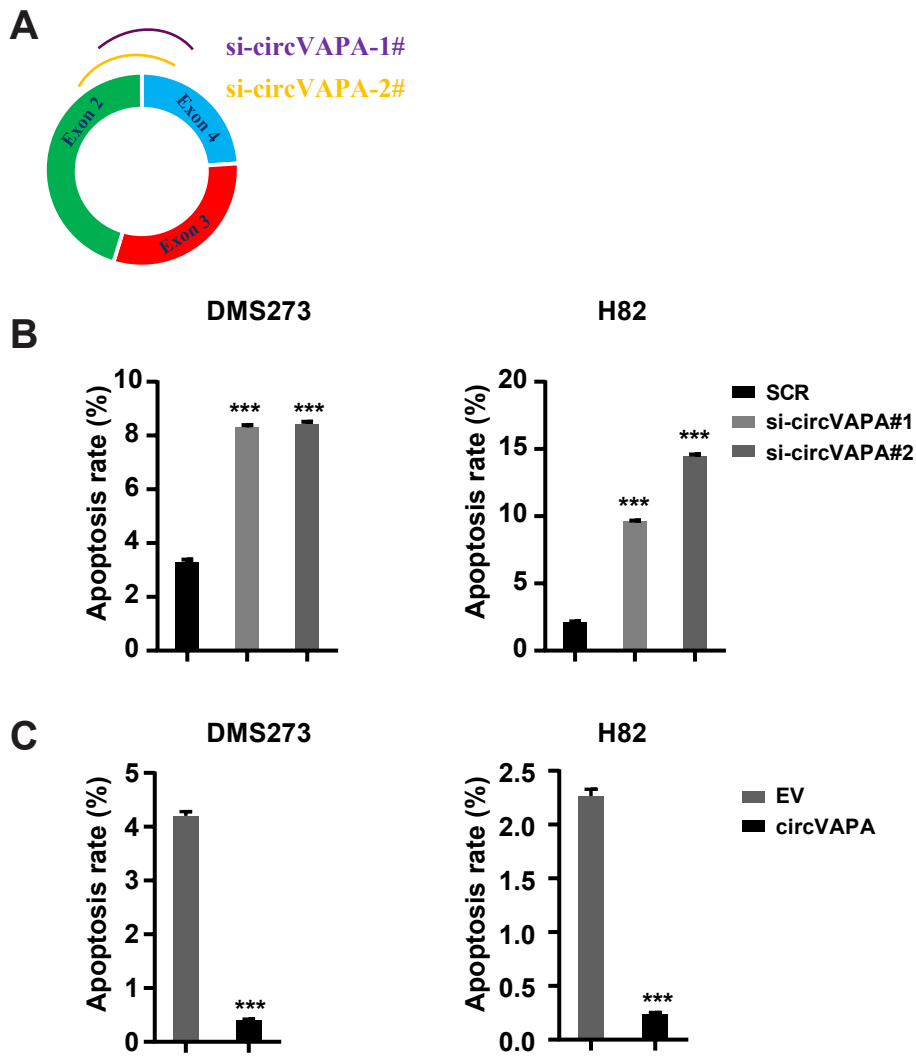 A
si-circVAPA-1#
si-circVAPA-2#
Exon 2
Exon 4
Exon 3
B
DMS273
H82
Apoptosis rate (%)
10
8
6
4
2
0
***
***
Apoptosis rate (%)
20
15
10
5
0
***
***
SCR
si-circVAPA#1
si-circVAPA#2
C
DMS273
H82
Apoptosis rate (%)
5
4
3
2
1
0
***
Apoptosis rate (%)
2.5
2.0
1.5
1.0
0.5
0.0
***
EV
circVAPA